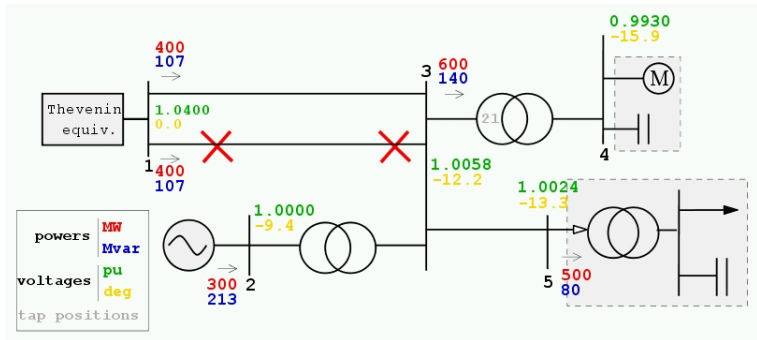 400
107
Thevenin
equiv.
1.0400
0.0
1
400
107
3
600
140
21
0.9930
-15.9
M
4
1.0058
-12.2
1.0000
-9.4
300
213
2
1.0024
-13.3
5
500
80
powers
MW
Mvar
voltages
pu
deg
tap positions